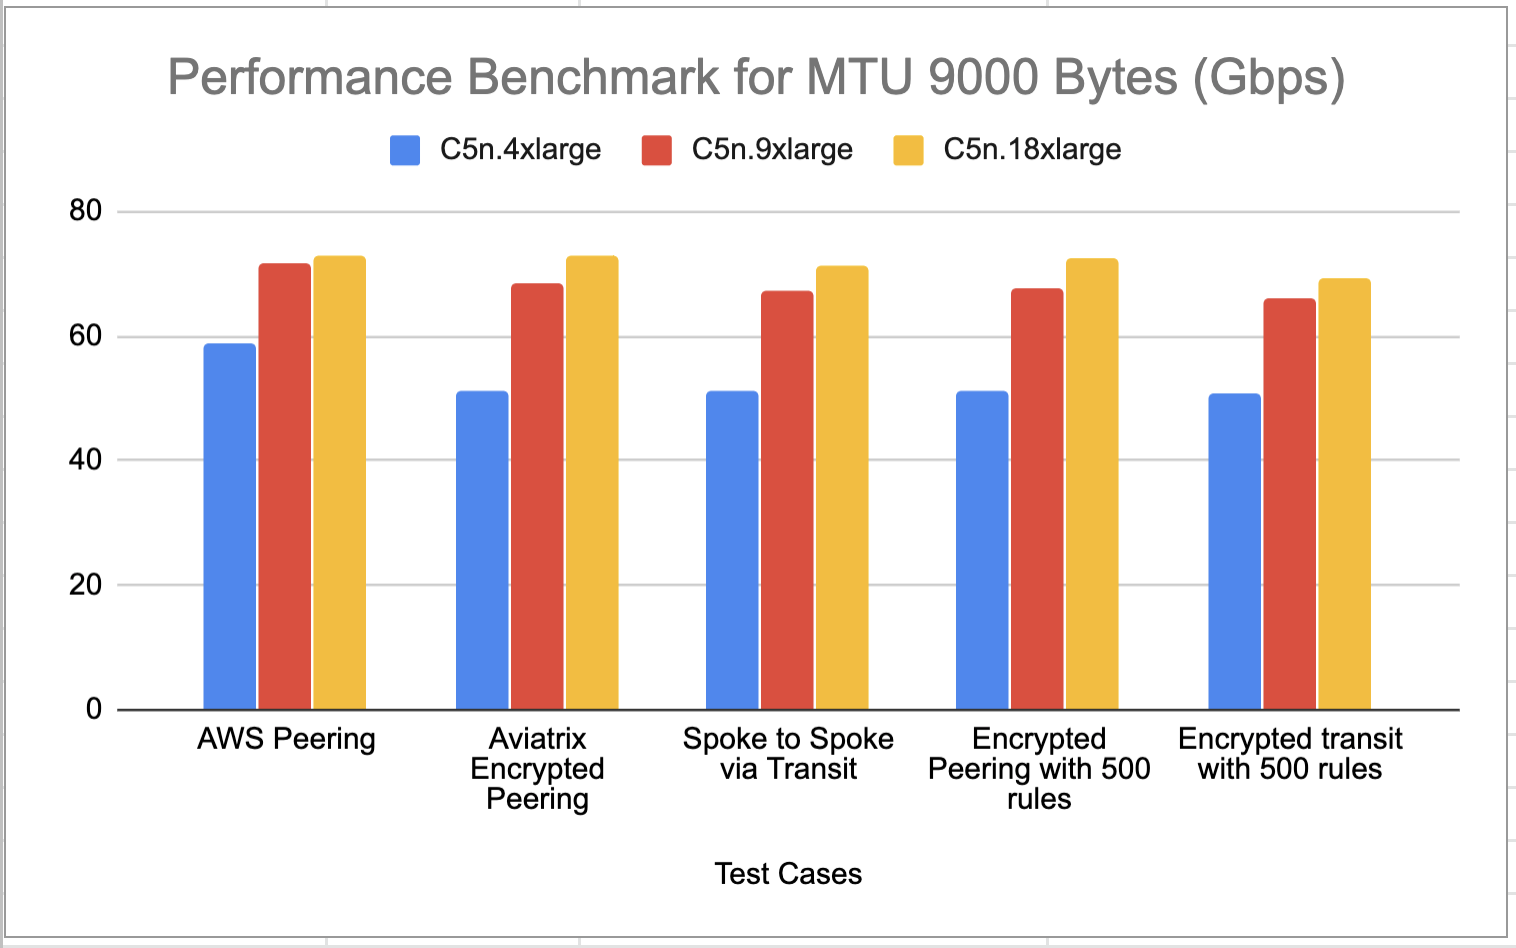 Performance Benchmark for MTU 9000 Bytes (Gbps)
C5n.4xlarge C5n.9xlarge C5n.18xlarge
80
60
40
20
0
AWS Peering
Aviatrix
Encrypted
Peering
Spoke to Spoke
via Transit
Encrypted
Peering with 500
rules
Encrypted transit
with 500 rules
Test Cases